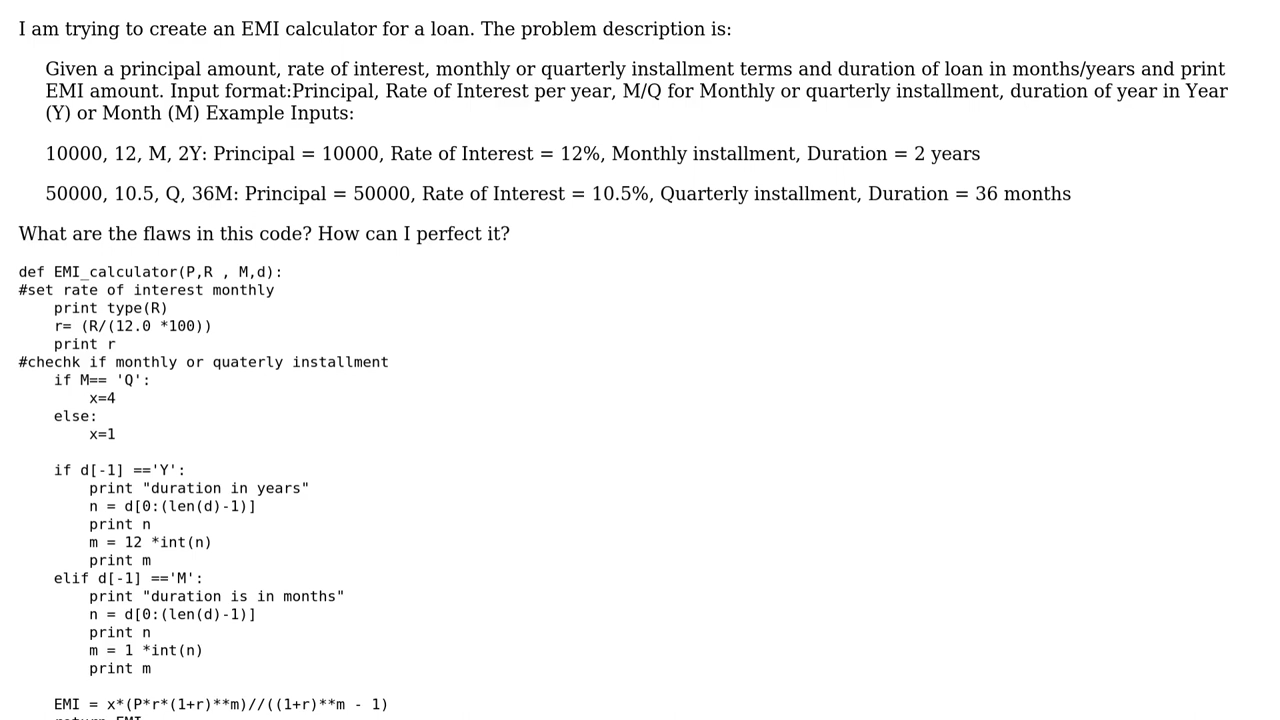 I am trying to create an EMI calculator for a loan. The problem description is:
Given a principal amount, rate of interest, monthly or quarterly installment terms and duration of loan in months/years and print
EMI amount. Input format:Principal, Rate of Interest per year, M/Q for Monthly or quarterly installment, duration of year in Year
(Y) or Month (M) Example Inputs:
10000, 12, M, 2Y: Principal = 10000, Rate of Interest = 12%, Monthly installment, Duration = 2 years
50000, 10.5, Q, 36M: Principal = 50000, Rate of Interest = 10.5%, Quarterly installment, Duration = 36 months
What are the flaws in this code? How can I perfect it?
def EMI_calculator(P,R , M,d):
#set rate of interest monthly
    print type(R)
    r= (R/(12.0 *100))
    print r
#chechk if monthly or quaterly installment
    if M== 'Q':
        x=4
    else:
        x=1
    if d[-1] =='Y':
        print "duration in years"
        n = d[0:(len(d)-1)]
        print n
        m = 12 *int(n)
        print m
    elif d[-1] =='M':
        print "duration is in months"
        n = d[0:(len(d)-1)]
        print n
        m = 1 *int(n)
        print m
    EMI = x*(P*r*(1+r)**m)//((1+r)**m - 1)
    return EMI